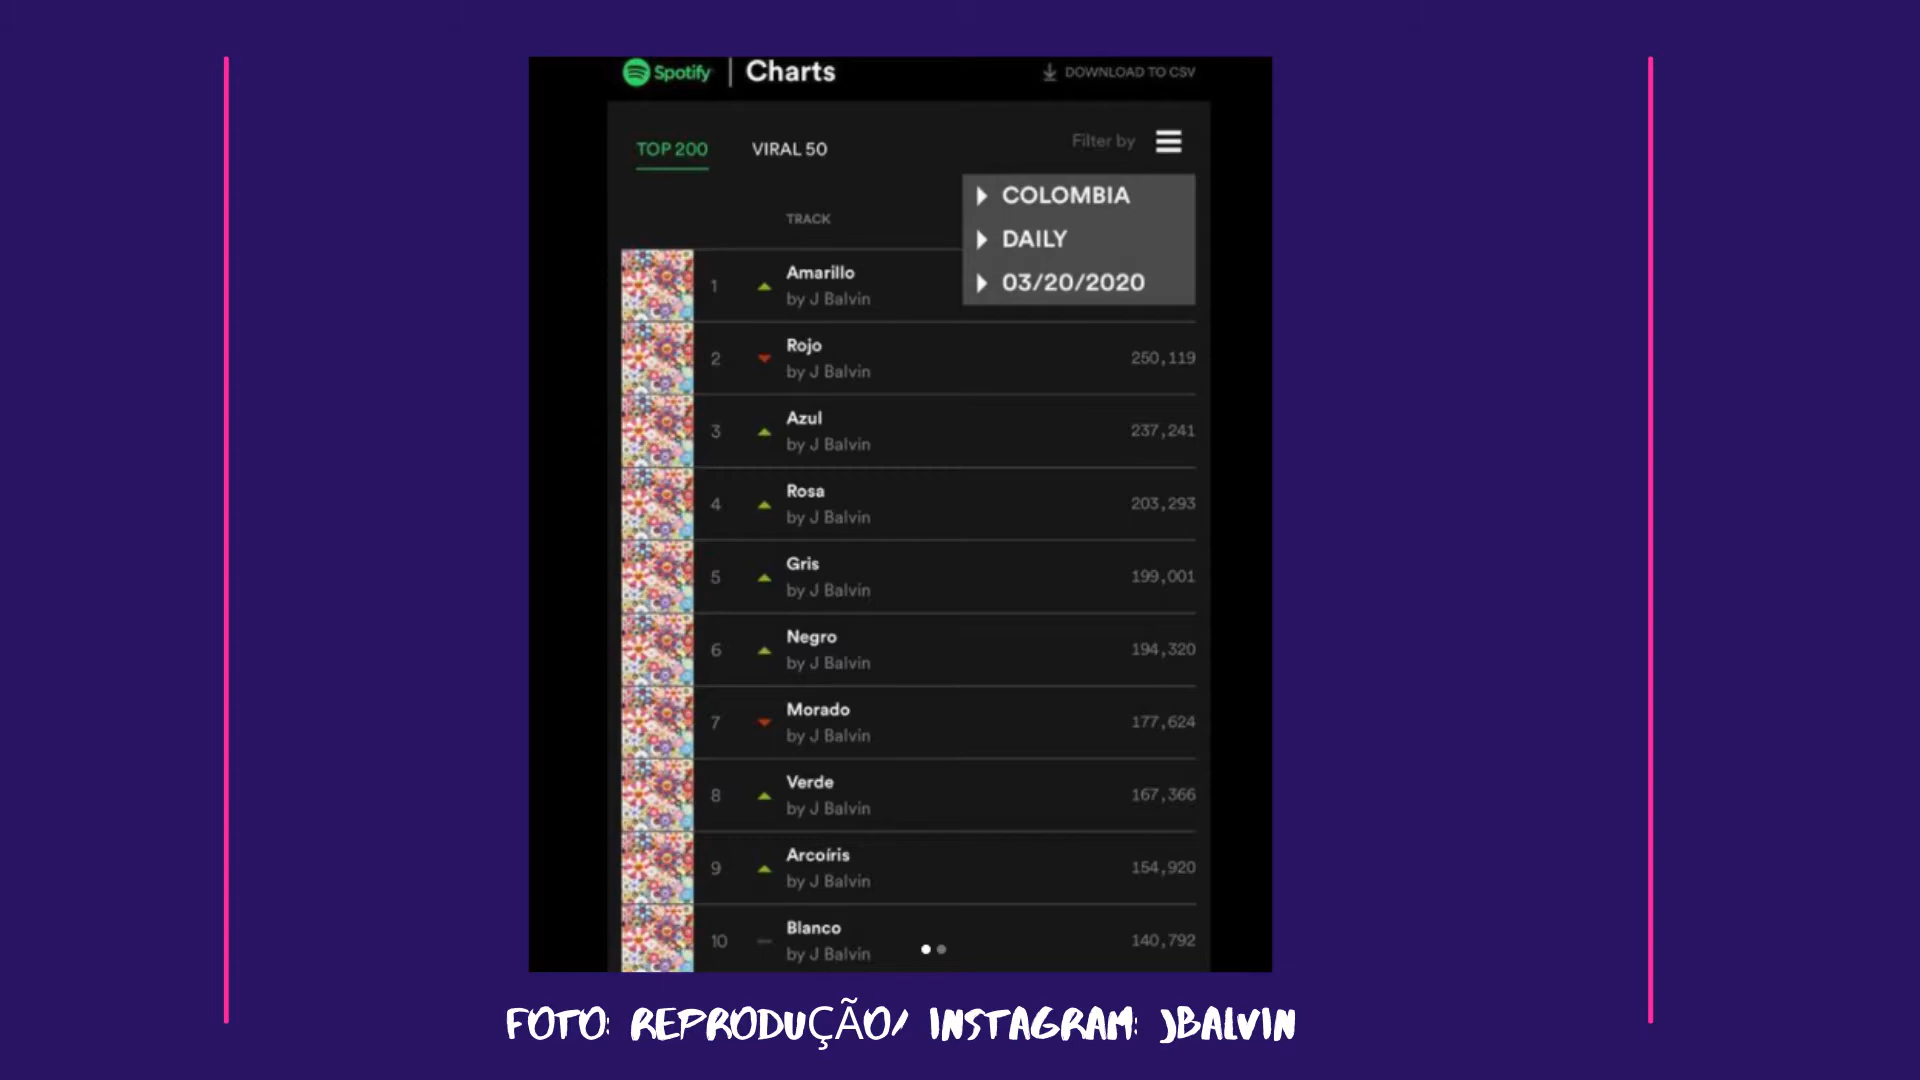 Spotify | Charts
DOWNLOAD TO CSV
TOP 200
VIRAL 50
Filter by
COLOMBIA
DAILY
03/20/2020
TRACK
1 Amarillo
by J Balvin
2 Rojo 250,119
by J Balvin
3 Azul 237,241
by J Balvin
4 Rosa 203,293
by J Balvin
5 Gris 199,001
by J Balvin
6 Negro 194,320
by J Balvin
7 Morado 177,624
by J Balvin
8 Verde 167,366
by J Balvin
9 Arcoíris 154,920
by J Balvin
10 Blanco 140,792
by J Balvin
FOTO: REPRODUÇÃO/ INSTAGRAM: JBALVIN